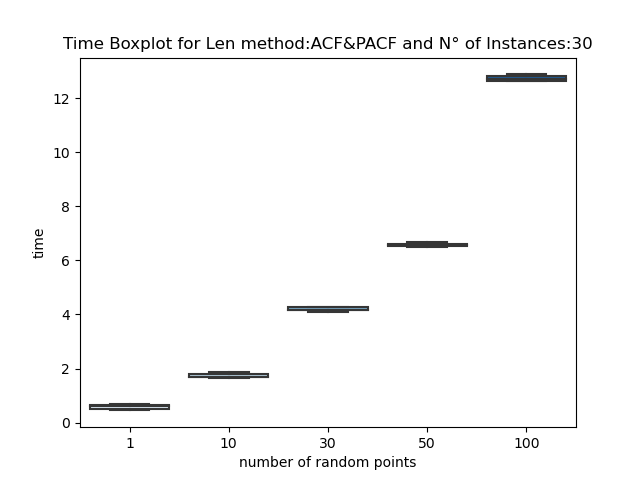 Time Boxplot for Len method:ACF&PACF and N° of Instances:30
12
10
8
6
4
2
0
time
1 10 30 50 100
number of random points